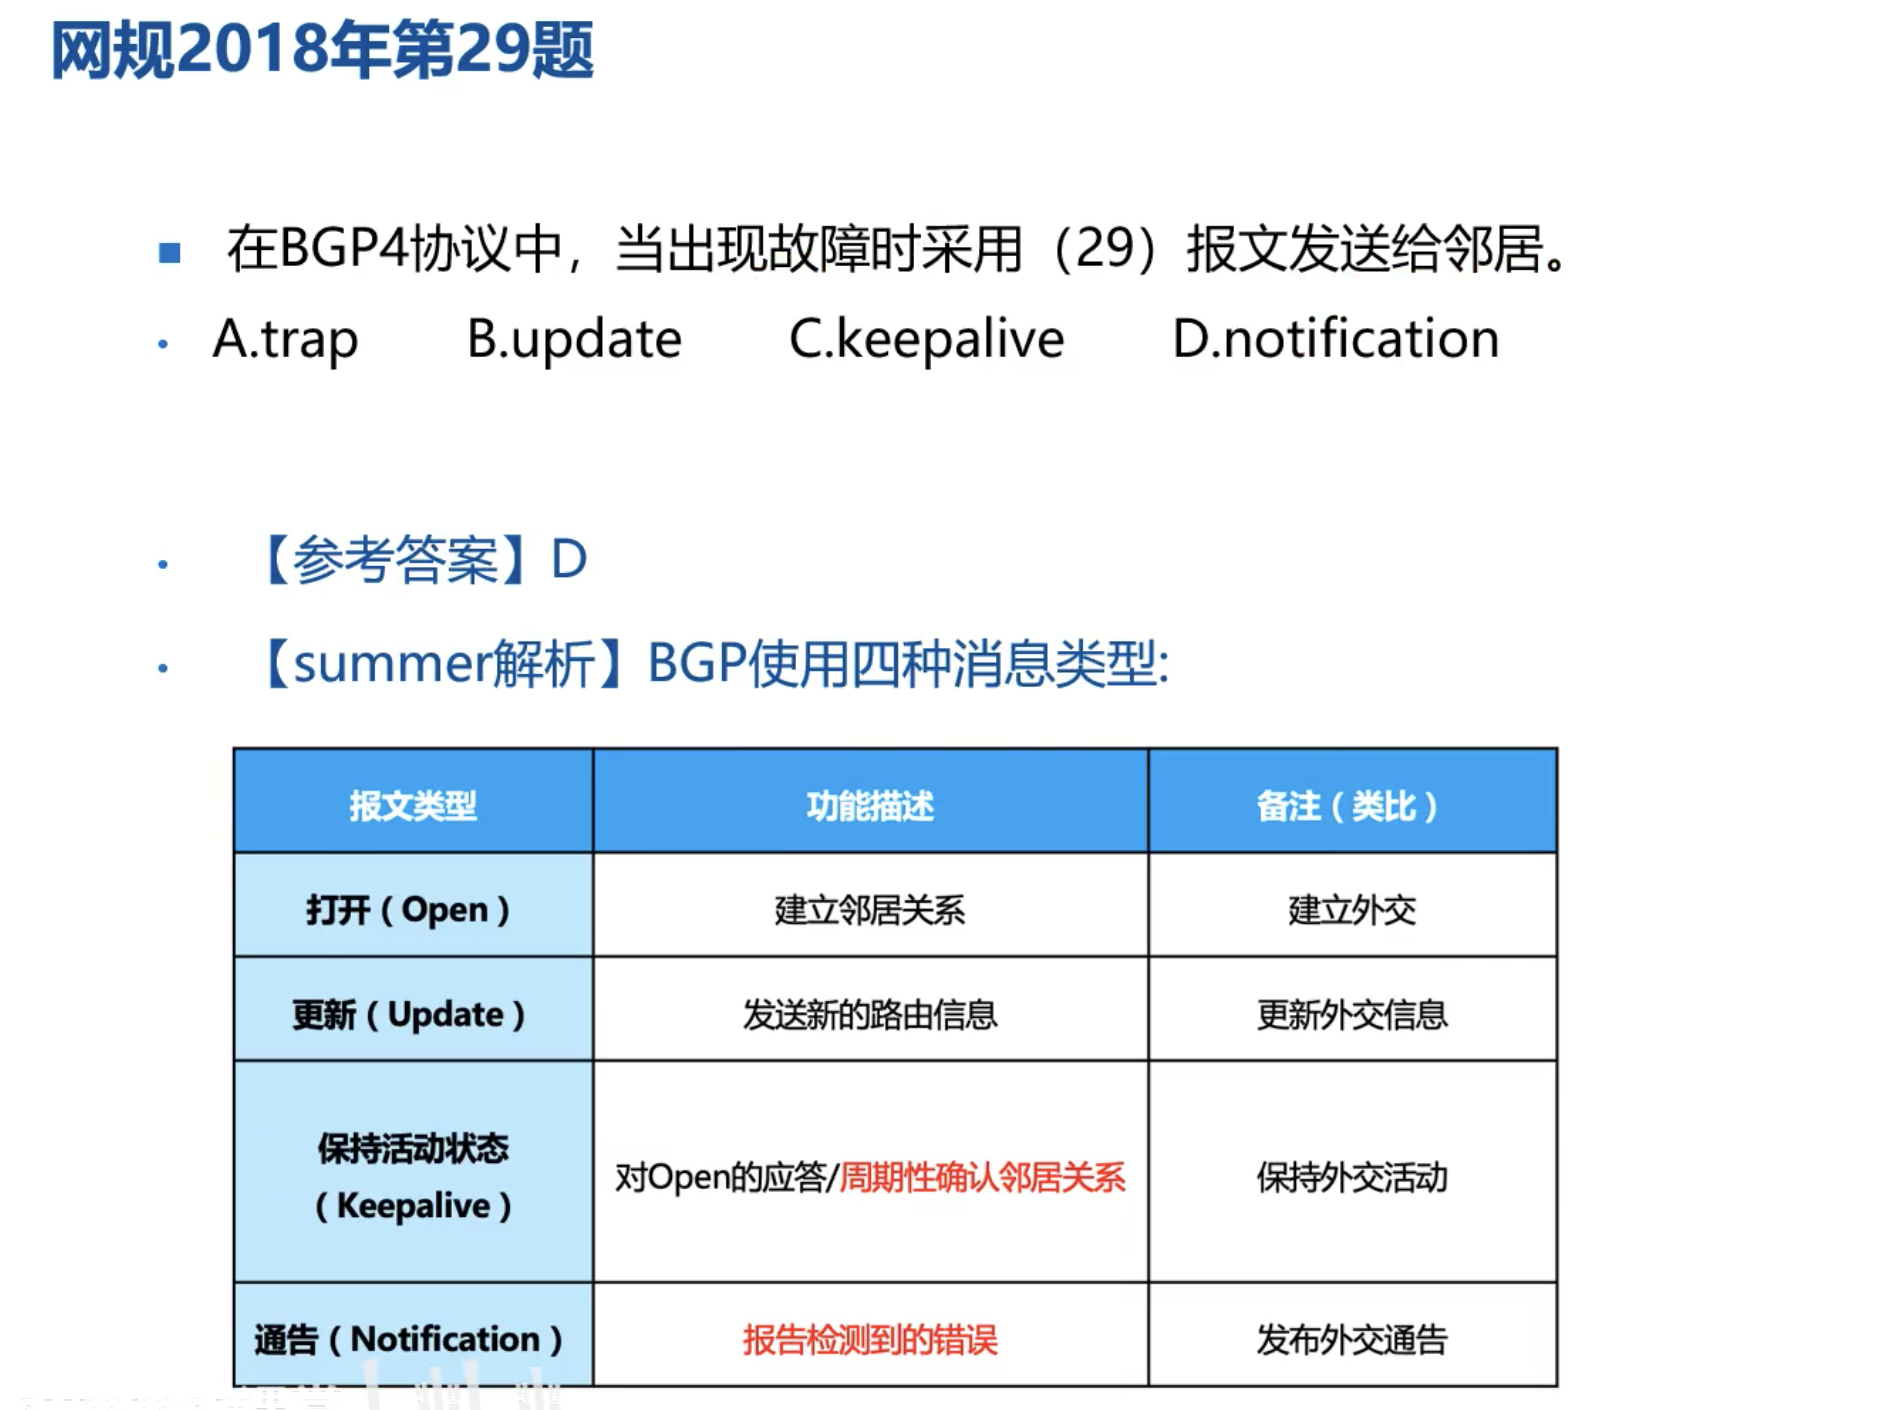 网规2018年第29题
在BGP4协议中，当出现故障时采用（29）报文发送给邻居。
A.trap B.update C.keepalive D.notification
【参考答案】D
【summer解析】BGP使用四种消息类型:
报文类型 功能描述 备注（类比）
打开（Open） 建立邻居关系 建立外交
更新（Update） 发送新的路由信息 更新外交信息
保持活动状态
（Keepalive） 对Open的应答/周期性确认邻居关系 保持外交活动
通告（Notification） 报告检测到的错误 发布外交通告